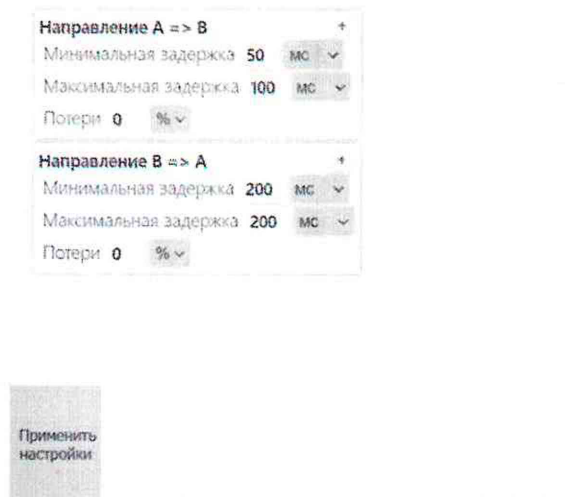 Направление A => B +
Минимальная задержка 50 мс
Максимальная задержка 100 мс
Потери 0 %
Направление B => A +
Минимальная задержка 200 мс
Максимальная задержка 200 мс
Потери 0 %
Применить
настройки